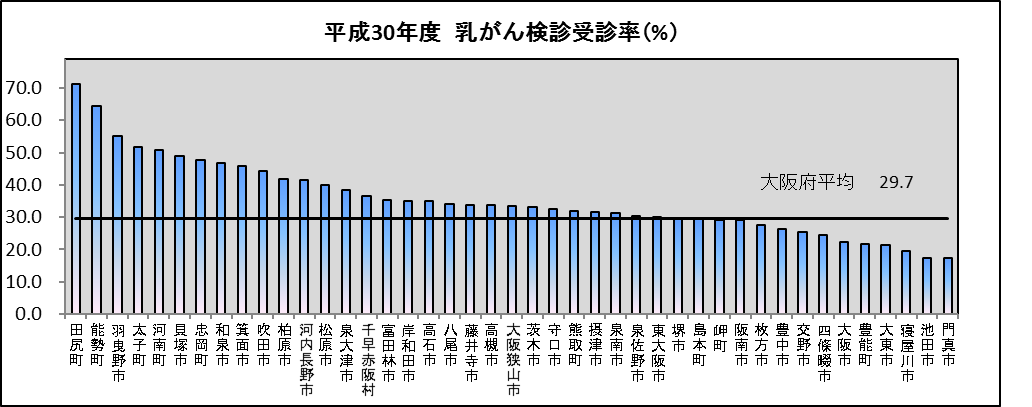 平成30年度 乳がん検診受診率(%)
70.0
60.0
50.0
40.0
30.0
20.0
10.0
0.0
大阪府平均 29.7
田尻町
能勢町
羽曳野市
太子町
河南町
貝塚市
忠岡町
和泉市
箕面市
吹田市
柏原市
河内長野市
松原市
泉大津市
千早赤阪村
富田林市
岸和田市
高石市
八尾市
藤井寺市
高槻市
大阪狭山市
茨木市
守口市
熊取町
摂津市
泉南市
泉佐野市
東大阪市
堺市
島本町
岬町
阪南市
枚方市
豊中市
交野市
四條畷市
大阪市
豊能町
大東市
寝屋川市
池田市
門真市